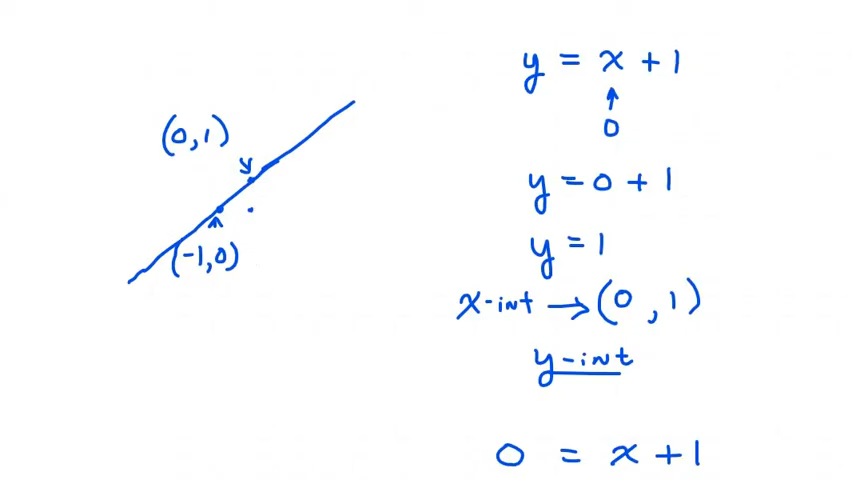 (0,1)
(-1,0)
y = x + 1
↑
0
y = 0 + 1
y = 1
x-int → (0, 1)
y-int
0 = x + 1